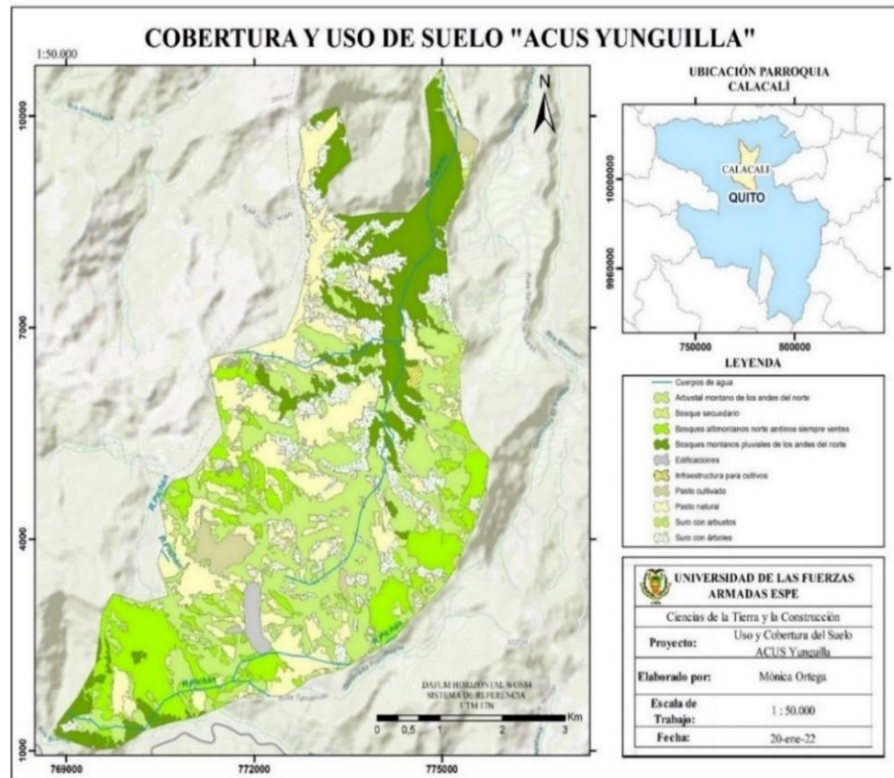 COBERTURA Y USO DE SUELO "ACUS YUNGUILLA"
1:50.000
N
10000
7000
4000
1000
769000
772000
775000
R.Pichán
R.Pichán
R.Pichán
R.Pichán
DATUM HORIZONTAL WGS84
SISTEMA DE REFERENCIA
UTM 17N
0 0,5 1 2 3 Km
UBICACIÓN PARROQUIA
CALACALÍ
CALACALI
QUITO
10000000
9960000
750000
800000
LEYENDA
Cuerpos de agua
Arbustal montano de los andes del norte
Bosque secundario
Bosques altimontanos norte andinos siempre verdes
Bosques montanos pluviales de los andes del norte
Edificaciones
Infraestructura para cultivos
Pasto cultivado
Pasto natural
Suro con arbustos
Suro con árboles
UNIVERSIDAD DE LAS FUERZAS
ARMADAS ESPE
Ciencias de la Tierra y la Construcción
Proyecto: Uso y Cobertura del Suelo
ACUS Yunguilla
Elaborado por: Mónica Ortega
Escala de
Trabajo: 1 : 50.000
Fecha: 20-ene-22